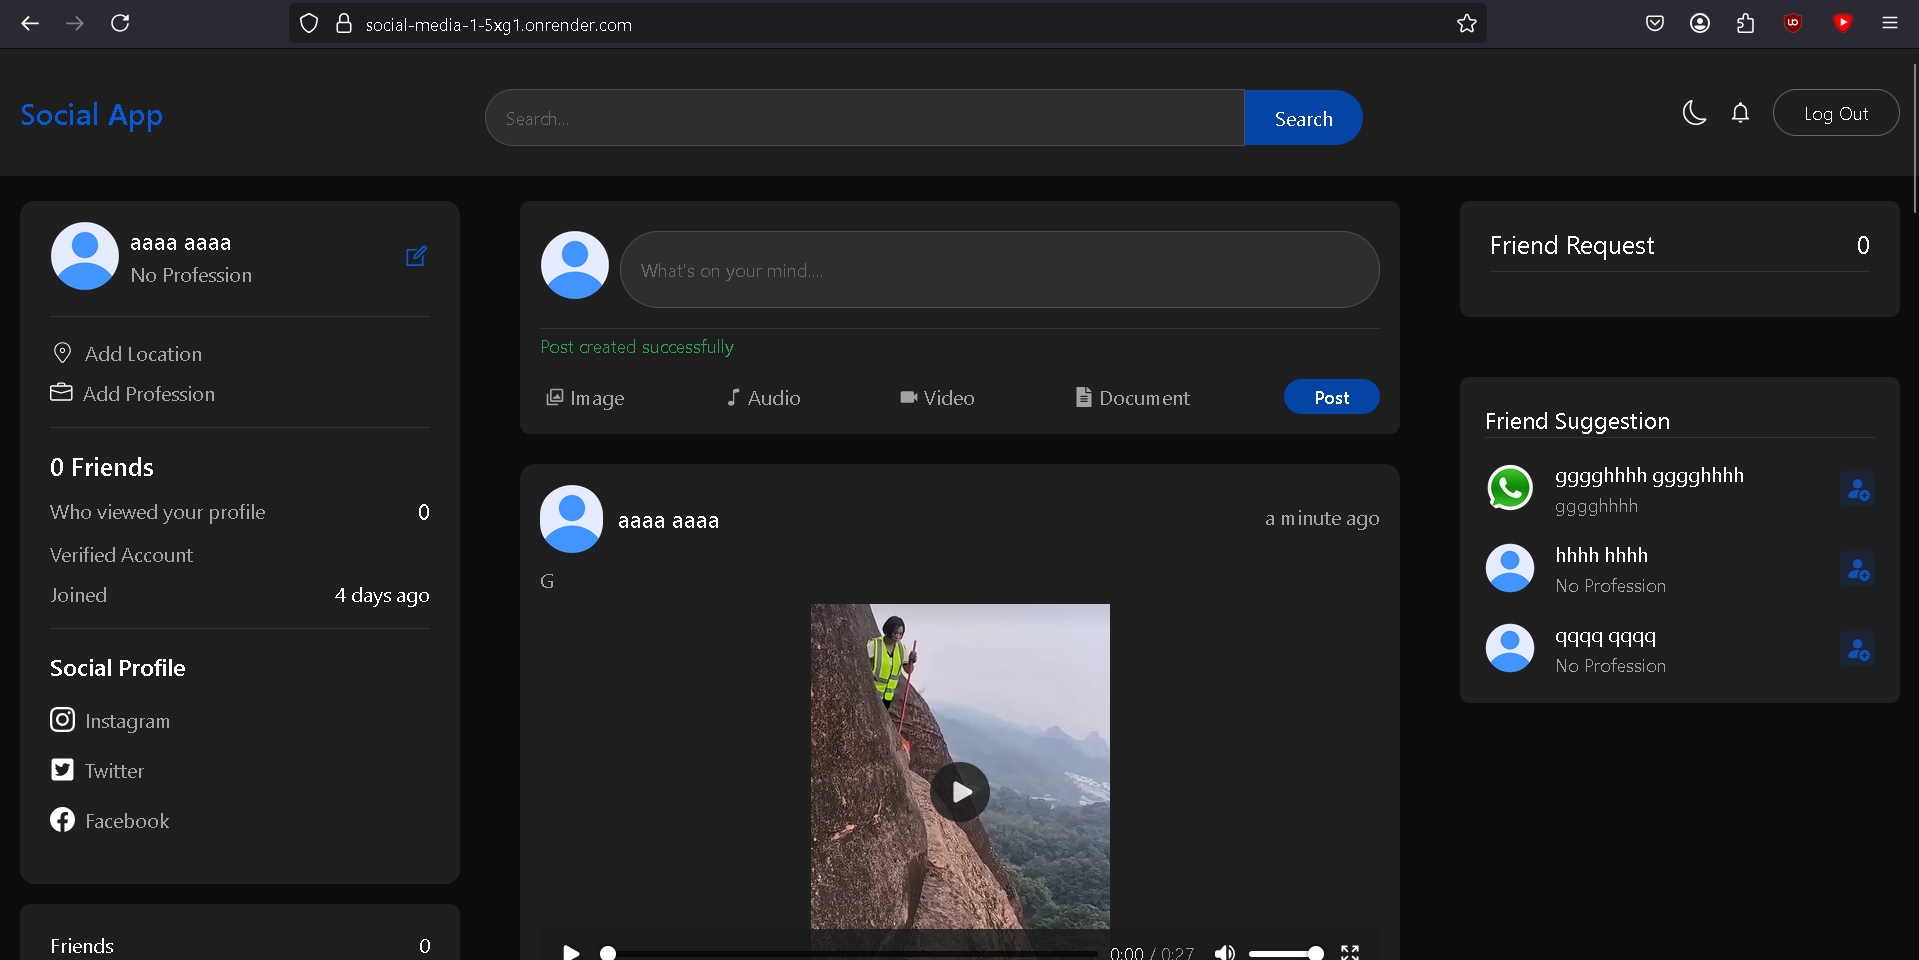 social-media-1-5xg1.onrender.com
Social App
Search...
Search
Log Out
aaaa aaaa
No Profession
Add Location
Add Profession
0 Friends
Who viewed your profile 0
Verified Account
Joined 4 days ago
Social Profile
Instagram
Twitter
Facebook
Friends 0
What's on your mind....
Post created successfully
Image
Audio
Video
Document
Post
aaaa aaaa
a minute ago
G
0:00 / 0:27
Friend Request 0
Friend Suggestion
gggghhhh gggghhhh
gggghhhh
hhhh hhhh
No Profession
qqqq qqqq
No Profession